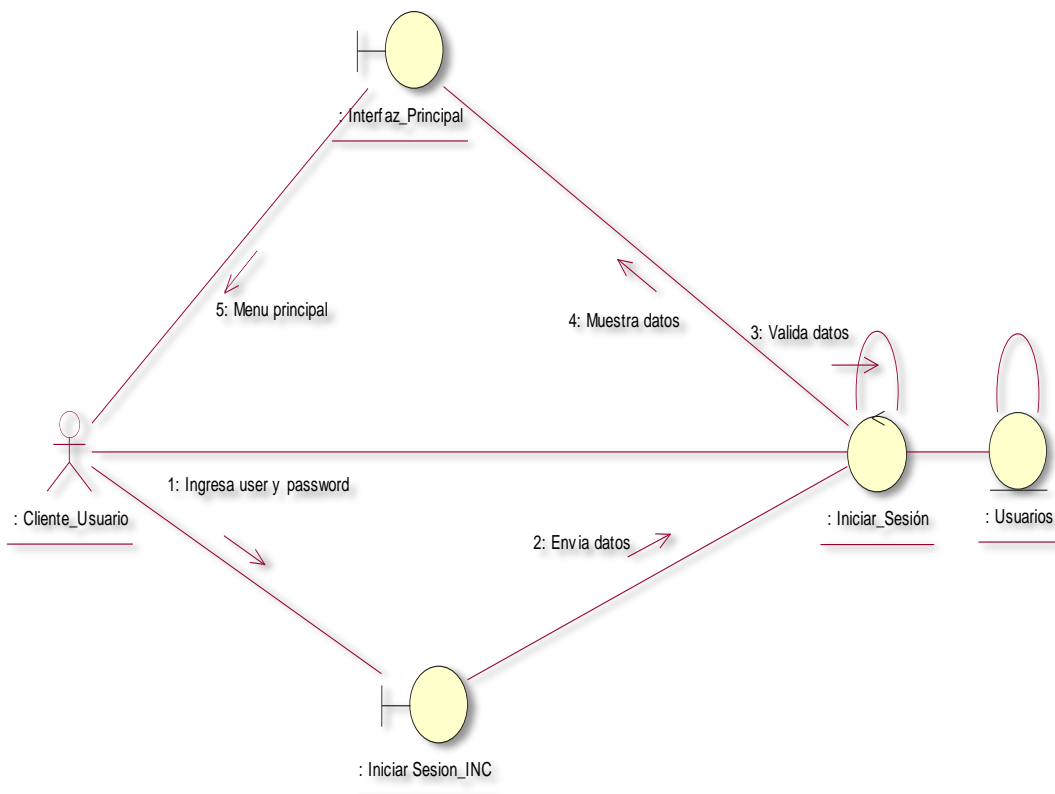 : Interfaz_Principal
5: Menu principal
4: Muestra datos
3: Valida datos
1: Ingresa user y password
: Cliente_Usuario
: Iniciar_Sesión
: Usuarios
2: Envia datos
: Iniciar Sesion_INC